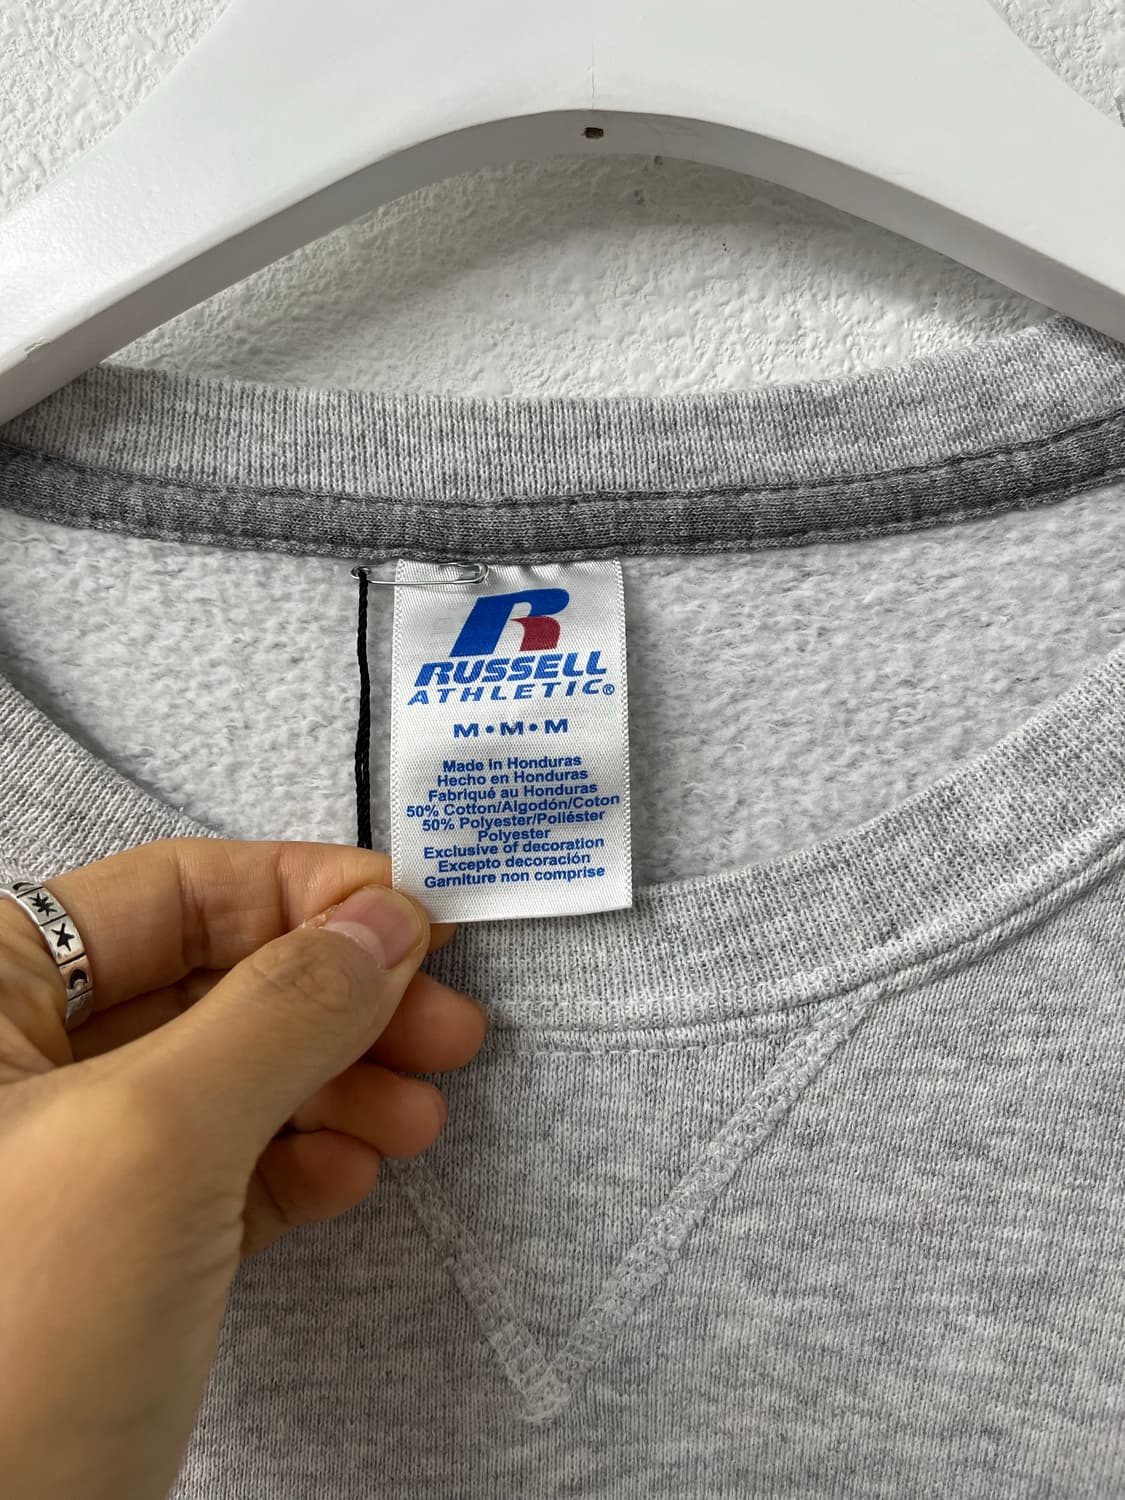 R
RUSSELL
ATHLETIC®
M•M•M
Made in Honduras
Hecho en Honduras
Fabriqué au Honduras
50% Cotton/Algodón/Coton
50% Polyester/Poliéster
Polyester
Exclusive of decoration
Excepto decoración
Garniture non comprise